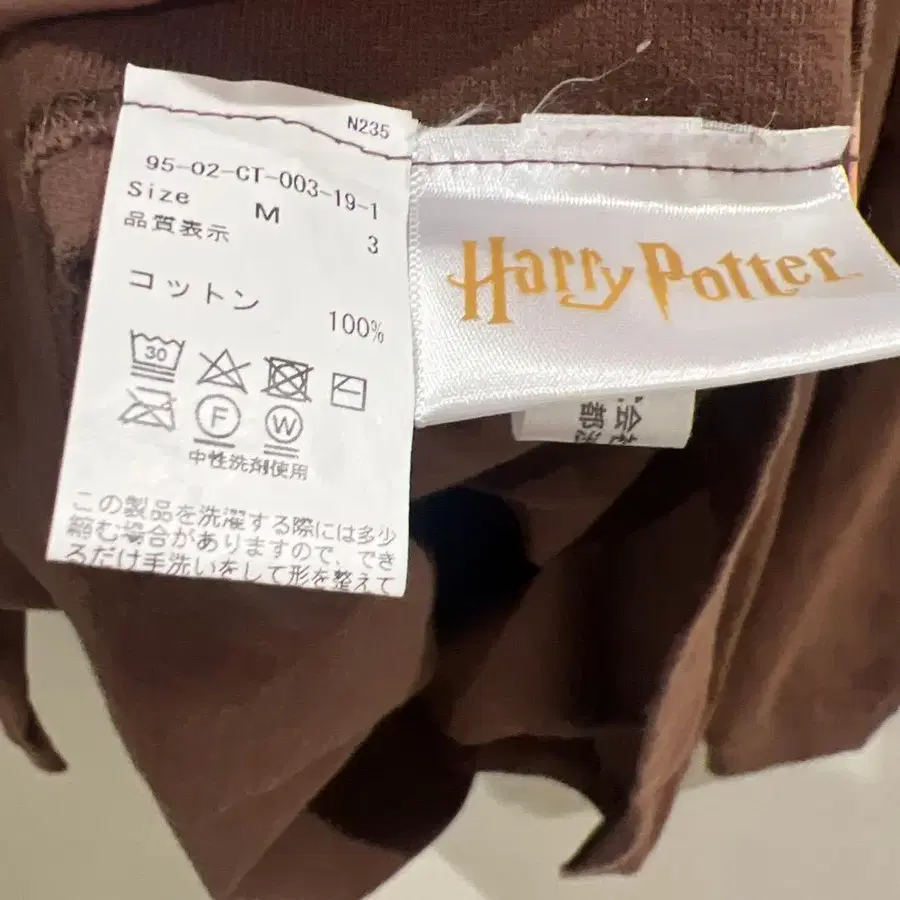 N235
95-02-CT-003-19-1
Size M
品質表示 3
コットン 100%
30
F W
中性洗剤使用
この製品を洗濯する際には多少
縮む場合がありますので、でき
るだけ手洗いをして形を整えて
Harry Potter